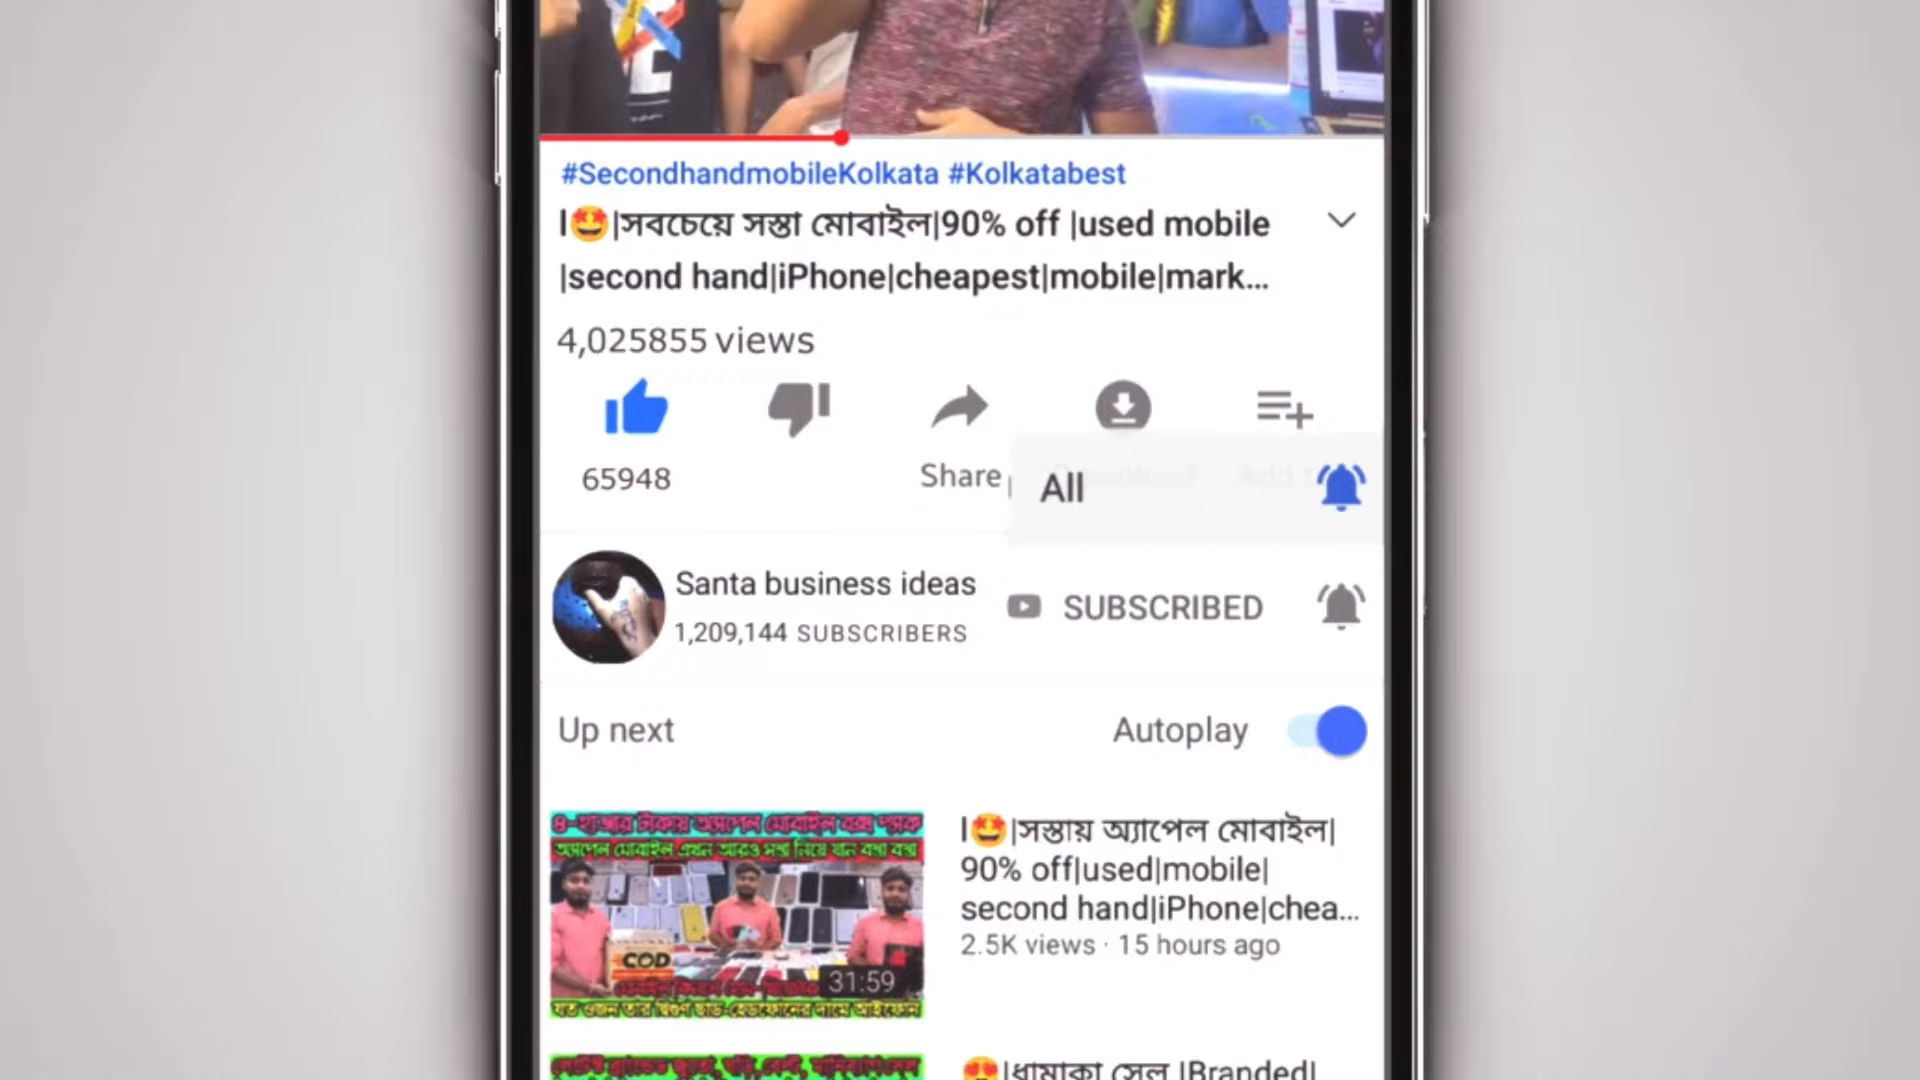 #SecondhandmobileKolkata #Kolkatabest
l🤩|সবচেয়ে সস্তা মোবাইল|90% off |used mobile
|second hand|iPhone|cheapest|mobile|mark...
4,025855 views
65948
Share
All
Santa business ideas
1,209,144 SUBSCRIBERS
SUBSCRIBED
Up next
Autoplay
l🤩|সস্তায় অ্যাপেল মোবাইল|
90% off|used|mobile|
second hand|iPhone|chea...
2.5K views · 15 hours ago
COD
31:59
😍|ধামাকা সেল |Branded|